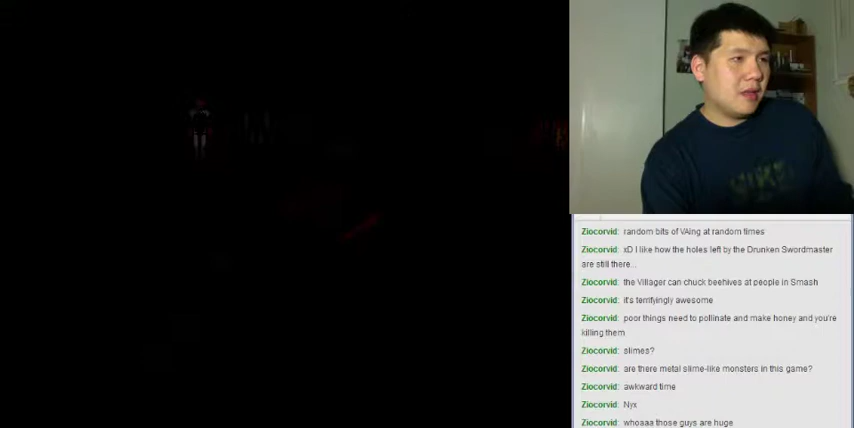 Ziocorvid: random bits of VAing at random times
Ziocorvid: xD I like how the holes left by the Drunken Swordmaster
are still there...
Ziocorvid: the Villager can chuck beehives at people in Smash
Ziocorvid: it's terrifyingly awesome
Ziocorvid: poor things need to pollinate and make honey and you're
killing them
Ziocorvid: slimes?
Ziocorvid: are there metal slime-like monsters in this game?
Ziocorvid: awkward time
Ziocorvid: Nyx
Ziocorvid: whoaaa those guys are huge